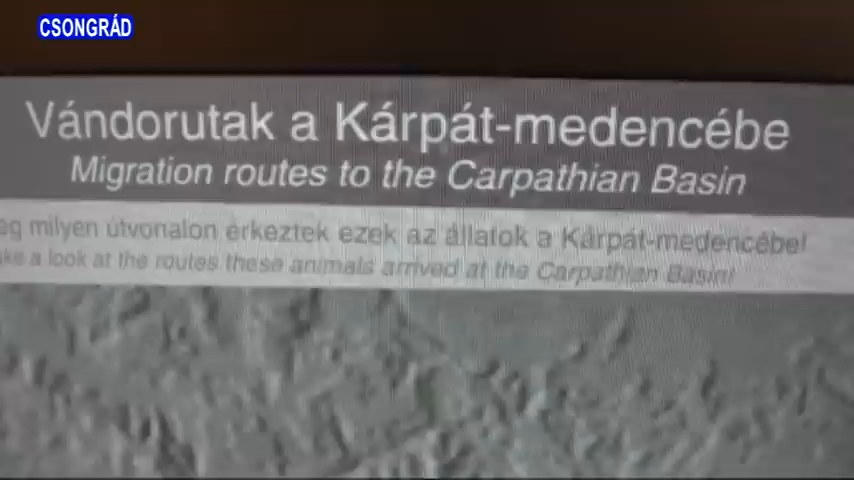 CSONGRÁD
Vándorutak a Kárpát-medencébe
Migration routes to the Carpathian Basin
milyen útvonalon érkeztek ezek az állatok a Kárpát-medencébe!
a look at the routes these animals arrived at the Carpathian Basin!